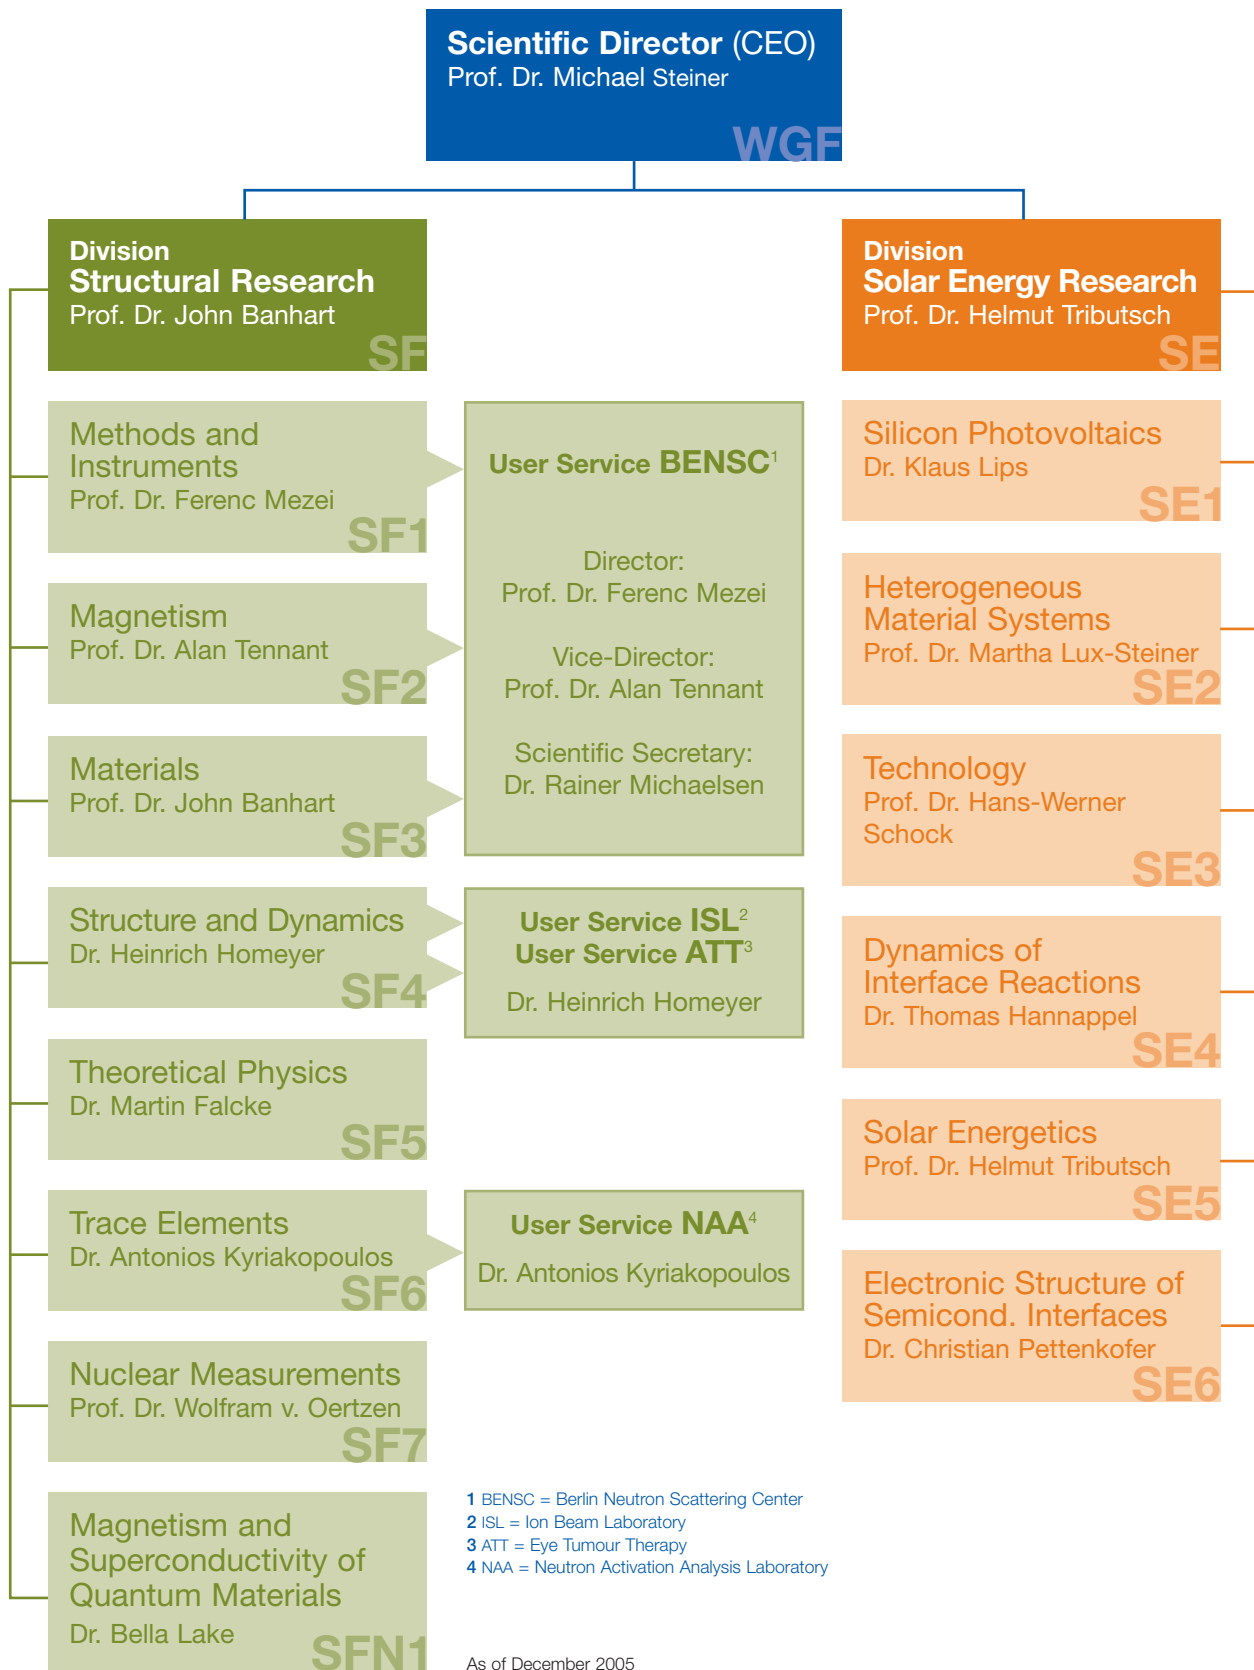 Scientific Director (CEO)
Prof. Dr. Michael Steiner
WGF
Division
Structural Research
Prof. Dr. John Banhart
SF
Methods and
Instruments
Prof. Dr. Ferenc Mezei
SF1
Magnetism
Prof. Dr. Alan Tennant
SF2
Materials
Prof. Dr. John Banhart
SF3
Structure and Dynamics
Dr. Heinrich Homeyer
SF4
Theoretical Physics
Dr. Martin Falcke
SF5
Trace Elements
Dr. Antonios Kyriakopoulos
SF6
Nuclear Measurements
Prof. Dr. Wolfram v. Oertzen
SF7
Magnetism and
Superconductivity of
Quantum Materials
Dr. Bella Lake
SFN1
User Service BENSC¹
Director:
Prof. Dr. Ferenc Mezei
Vice-Director:
Prof. Dr. Alan Tennant
Scientific Secretary:
Dr. Rainer Michaelsen
User Service ISL²
User Service ATT³
Dr. Heinrich Homeyer
User Service NAA⁴
Dr. Antonios Kyriakopoulos
1 BENSC = Berlin Neutron Scattering Center
2 ISL = Ion Beam Laboratory
3 ATT = Eye Tumour Therapy
4 NAA = Neutron Activation Analysis Laboratory
As of December 2005
Division
Solar Energy Research
Prof. Dr. Helmut Tributsch
SE
Silicon Photovoltaics
Dr. Klaus Lips
SE1
Heterogeneous
Material Systems
Prof. Dr. Martha Lux-Steiner
SE2
Technology
Prof. Dr. Hans-Werner
Schock
SE3
Dynamics of
Interface Reactions
Dr. Thomas Hannappel
SE4
Solar Energetics
Prof. Dr. Helmut Tributsch
SE5
Electronic Structure of
Semicond. Interfaces
Dr. Christian Pettenkofer
SE6